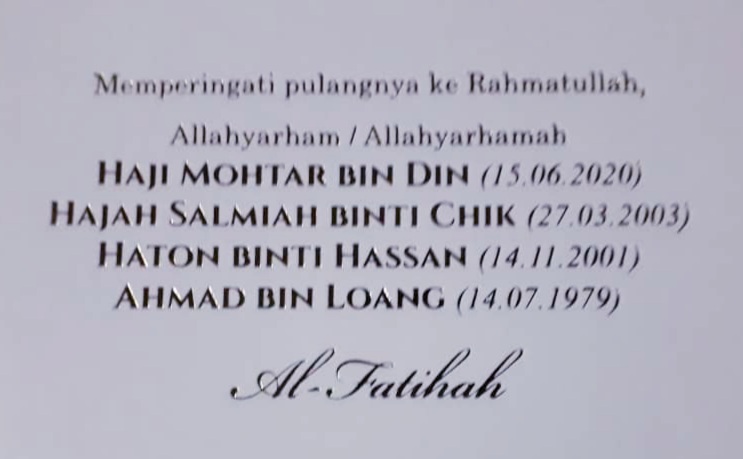 Memperingati pulangnya ke Rahmatullah,
Allahyarham / Allahyarhamah
HAJI MOHTAR BIN DIN (15.06.2020)
HAJAH SALMIAH BINTI CHIK (27.03.2003)
HATON BINTI HASSAN (14.11.2001)
AHMAD BIN LOANG (14.07.1979)
Al-Fatihah